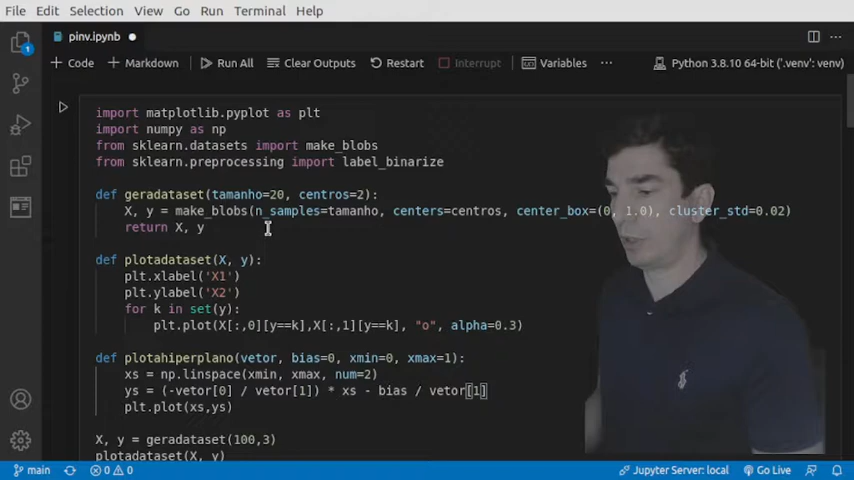 File Edit Selection View Go Run Terminal Help
pinv.ipynb
+ Code + Markdown Run All Clear Outputs Restart Interrupt Variables ... Python 3.8.10 64-bit ('.venv': venv)
import matplotlib.pyplot as plt
import numpy as np
from sklearn.datasets import make_blobs
from sklearn.preprocessing import label_binarize
def geradataset(tamanho=20, centros=2):
X, y = make_blobs(n_samples=tamanho, centers=centros, center_box=(0, 1.0), cluster_std=0.02)
return X, y
def plotadataset(X, y):
plt.xlabel('X1')
plt.ylabel('X2')
for k in set(y):
plt.plot(X[:,0][y==k],X[:,1][y==k], "o", alpha=0.3)
def plotahiperplano(vetor, bias=0, xmin=0, xmax=1):
xs = np.linspace(xmin, xmax, num=2)
ys = (-vetor[0] / vetor[1]) * xs - bias / vetor[1]
plt.plot(xs,ys)
X, y = geradataset(100,3)
plotadataset(X, y)
main 0 0 Jupyter Server: local Go Live
1